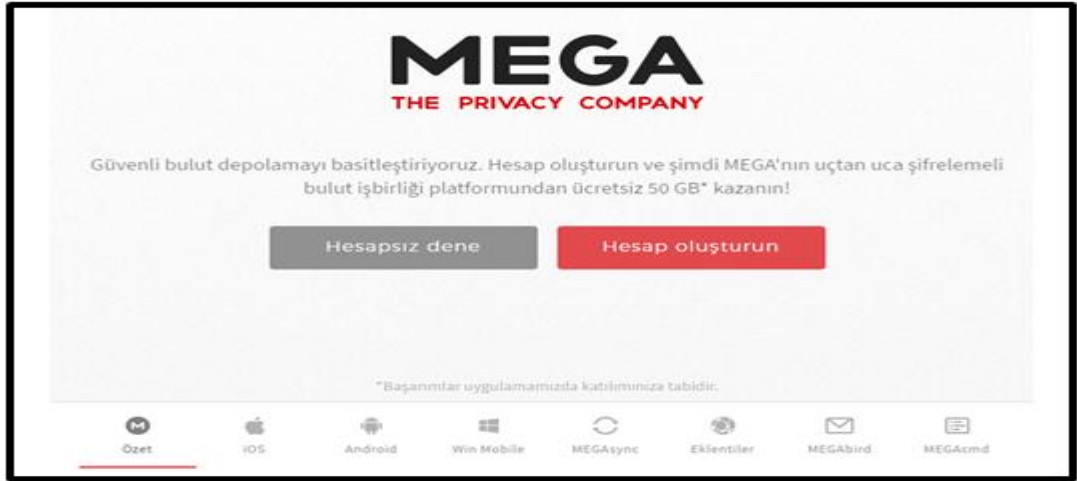 MEGA
THE PRIVACY COMPANY
Güvenli bulut depolamayı basitleştiriyoruz. Hesap oluşturun ve şimdi MEGA'nın uçtan uca şifrelemeli
bulut işbirliği platformundan ücretsiz 50 GB* kazanın!
Hesapsız dene Hesap oluşturun
*Başarımlar uygulamamızda katılımınıza tabidir.
Özet iOS Android Win Mobile MEGAsync Eklentiler MEGAbird MEGAcmd